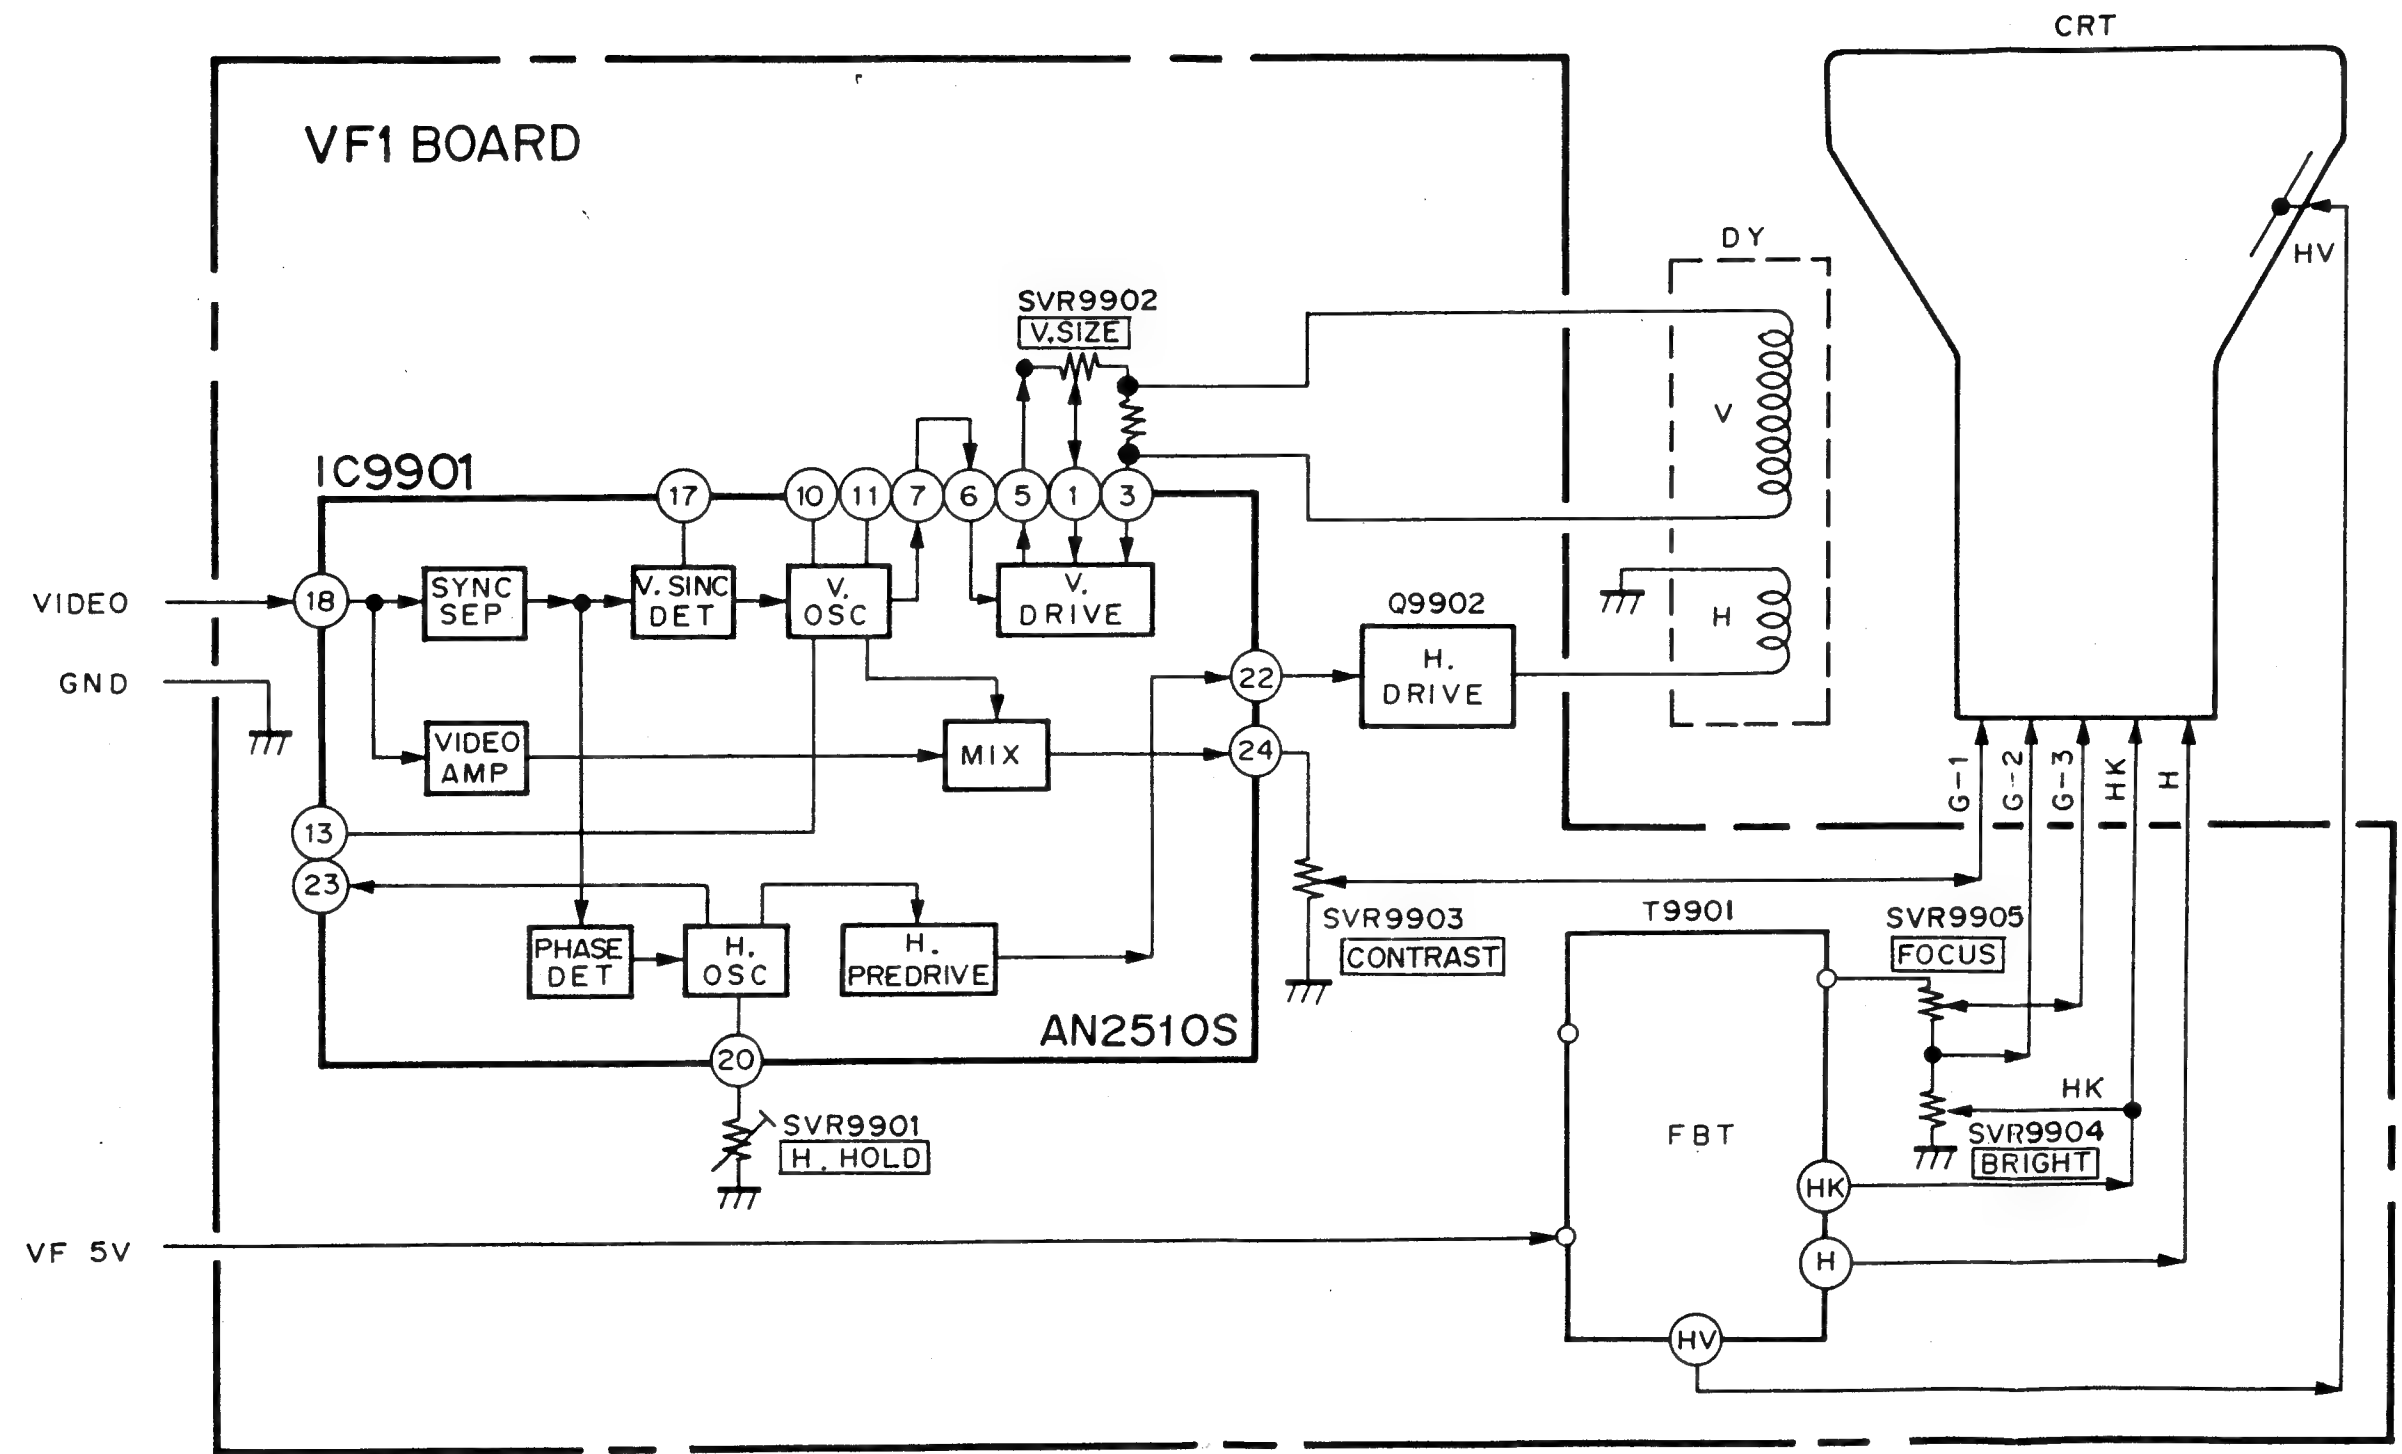 CRT
VF1 BOARD
DY
HV
SVR9902
V.SIZE
V
IC9901
17
10
11
7
6
5
1
3
VIDEO
18
SYNC
SEP
V. SINC
DET
V.
OSC
V.
DRIVE
Q9902
H.
DRIVE
H
GND
22
VIDEO
AMP
MIX
24
G-1
G-2
G-3
HK
H
13
23
SVR9903
CONTRAST
T9901
SVR9905
FOCUS
PHASE
DET
H.
OSC
H.
PREDRIVE
AN2510S
20
SVR9901
H. HOLD
FBT
HK
SVR9904
BRIGHT
HK
VF 5V
H
HV